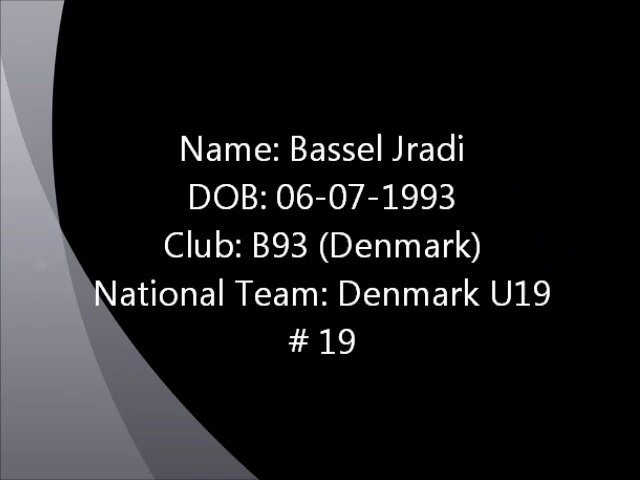 Name: Bassel Jradi
DOB: 06-07-1993
Club: B93 (Denmark)
National Team: Denmark U19
# 19